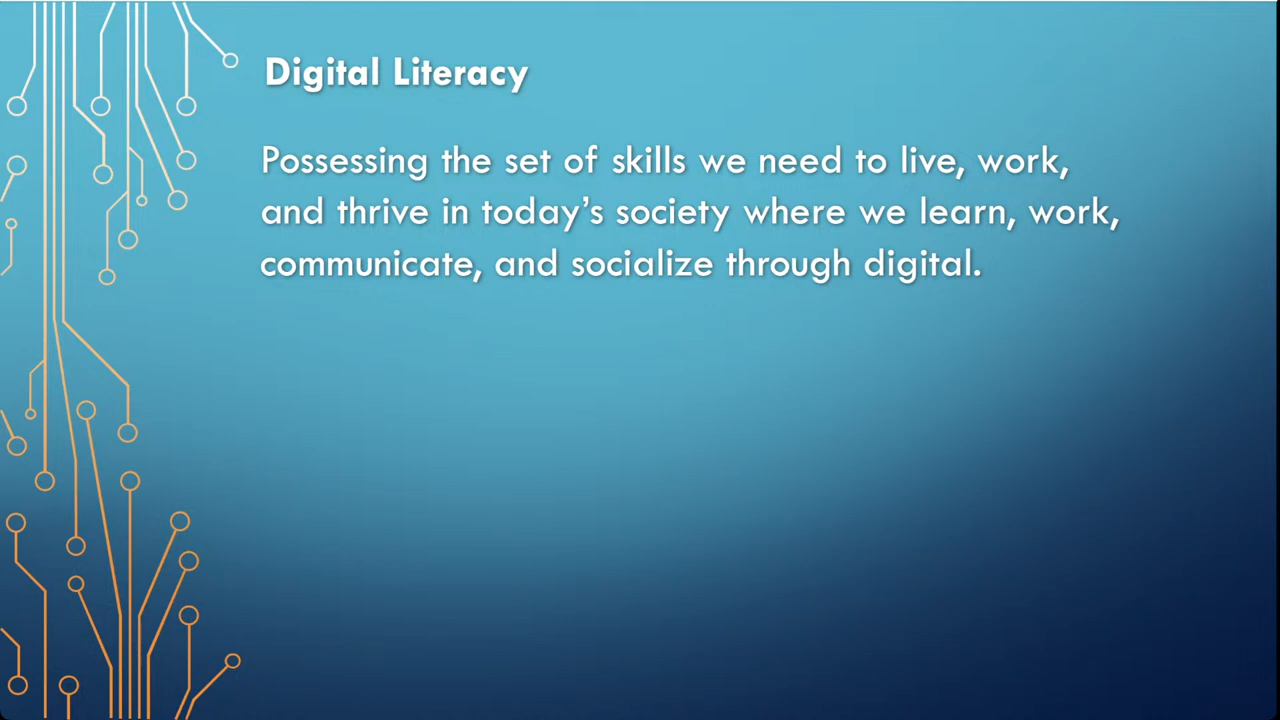 Digital Literacy
Possessing the set of skills we need to live, work,
and thrive in today’s society where we learn, work,
communicate, and socialize through digital.